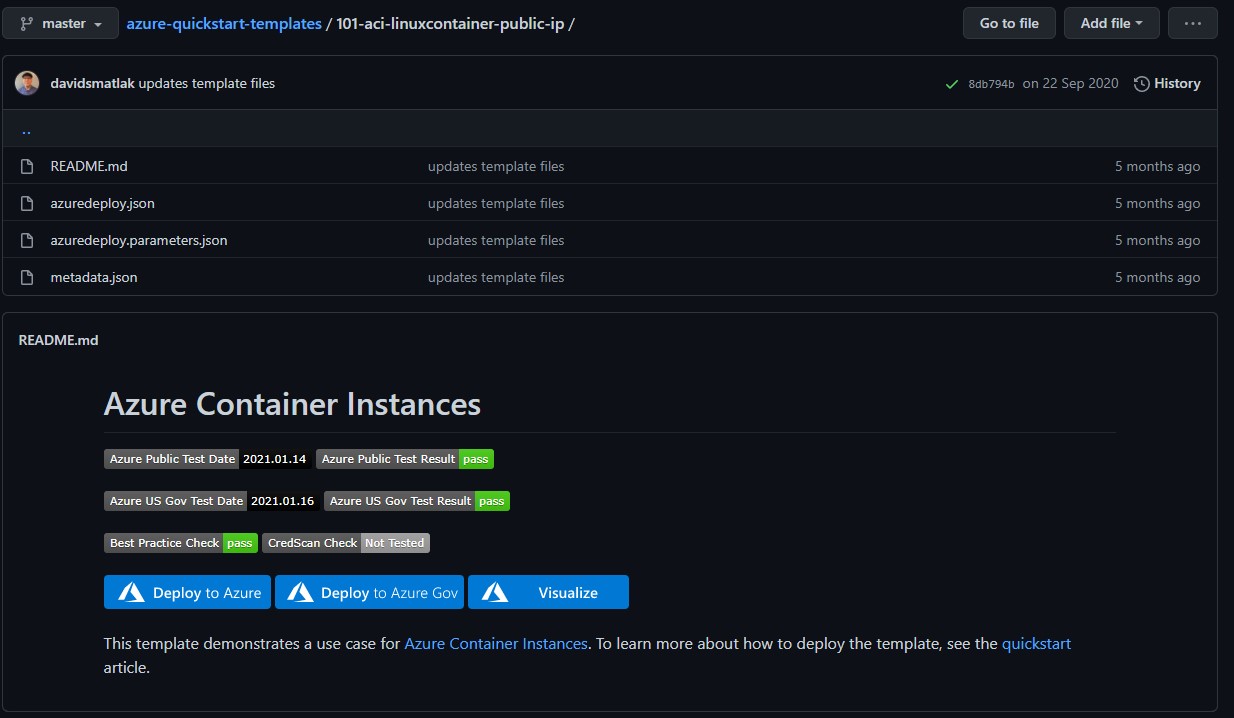 master azure-quickstart-templates / 101-aci-linuxcontainer-public-ip / Go to file Add file ...
davidsmatlak updates template files 8db794b on 22 Sep 2020 History
..
README.md updates template files 5 months ago
azuredeploy.json updates template files 5 months ago
azuredeploy.parameters.json updates template files 5 months ago
metadata.json updates template files 5 months ago
README.md
Azure Container Instances
Azure Public Test Date 2021.01.14 Azure Public Test Result pass
Azure US Gov Test Date 2021.01.16 Azure US Gov Test Result pass
Best Practice Check pass CredScan Check Not Tested
Deploy to Azure Deploy to Azure Gov Visualize
This template demonstrates a use case for Azure Container Instances. To learn more about how to deploy the template, see the quickstart
article.